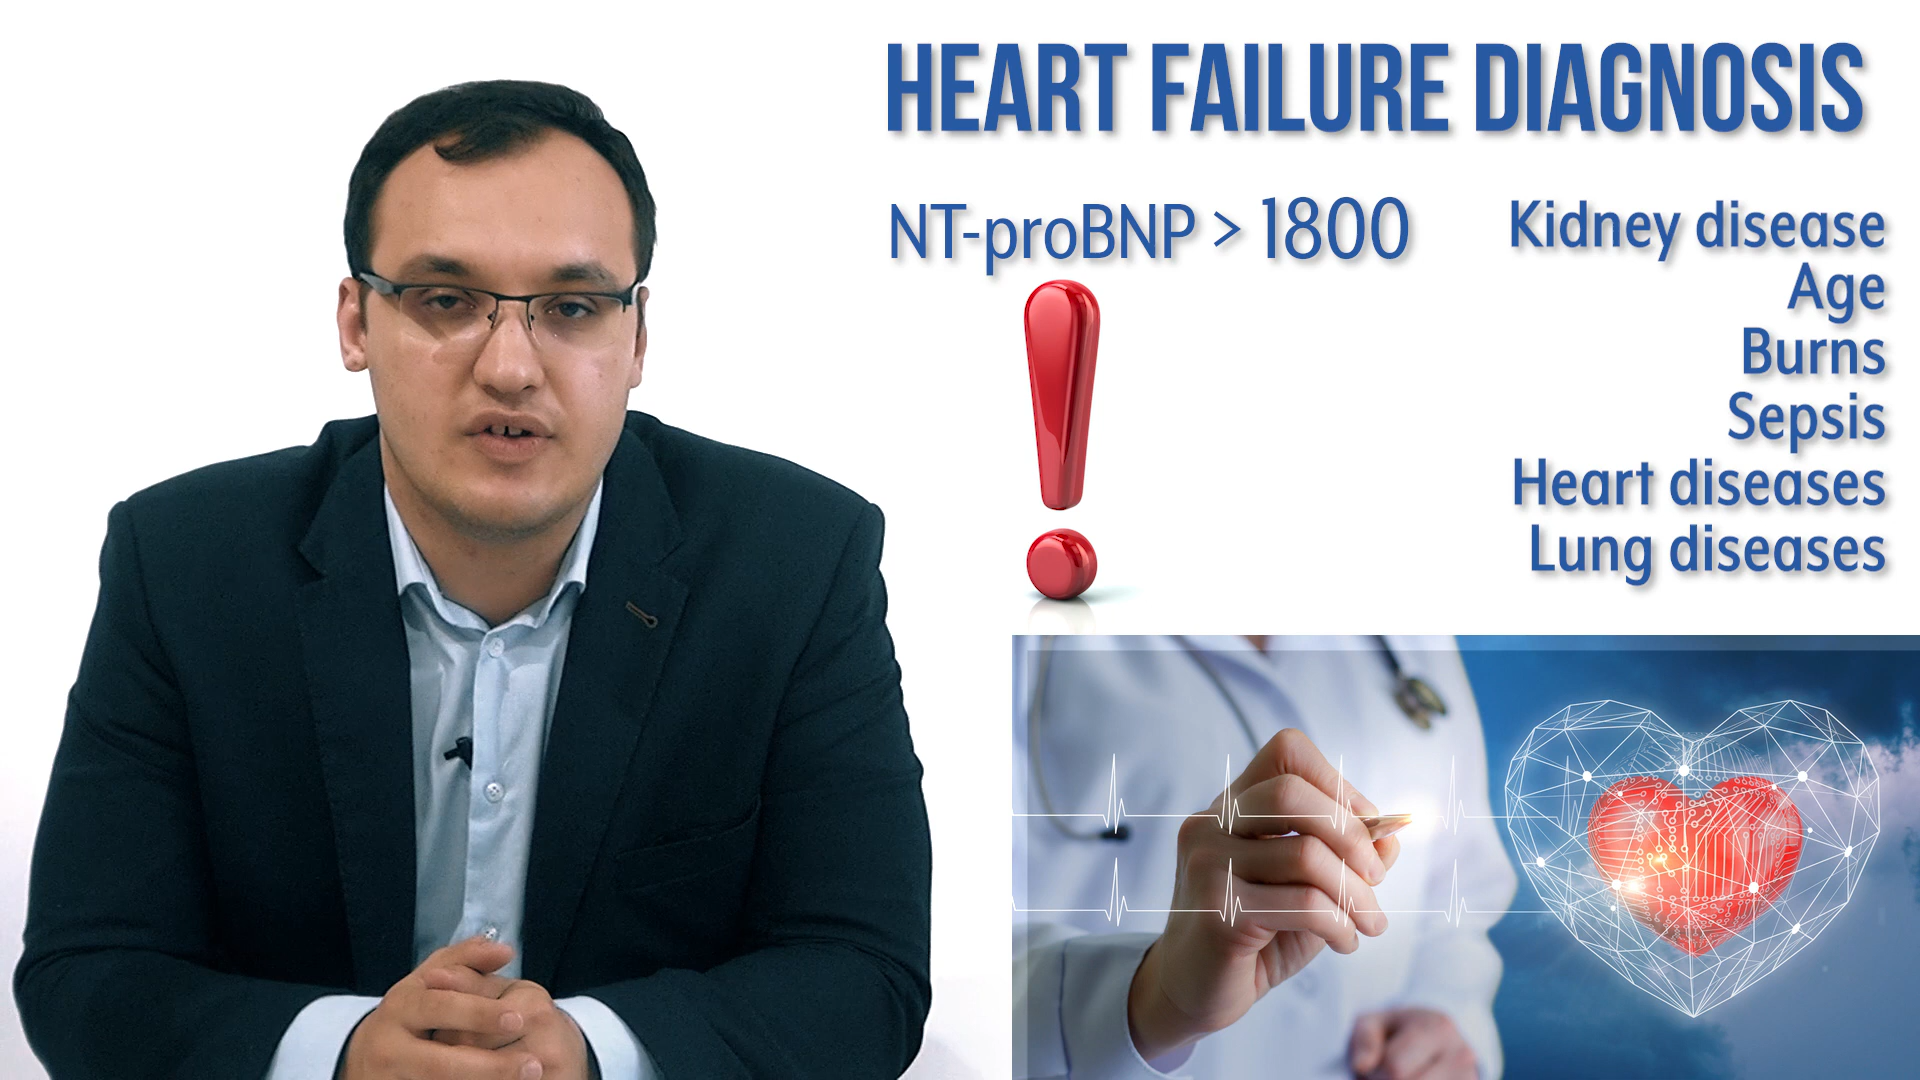 HEART FAILURE DIAGNOSIS
NT-proBNP > 1800
Kidney disease
Age
Burns
Sepsis
Heart diseases
Lung diseases